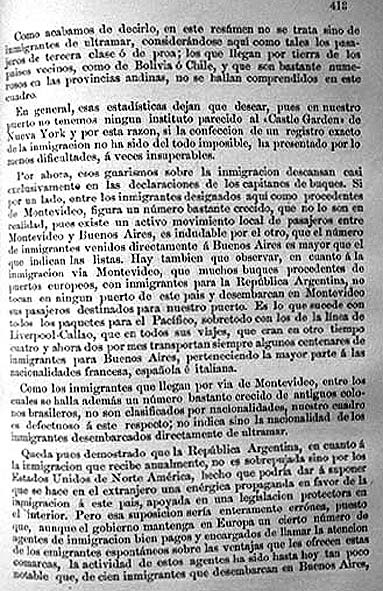 413
Como acabamos de decirlo, en este resúmen no se trata sino de
inmigrantes de ultramar, considerándose aquí como tales los pasa-
jeros de tercera clase ó de proa; los que llegan por tierra de los
países vecinos, como de Bolivia ó Chile, y que son bastante nume-
rosos en las provincias andinas, no se hallan comprendidos en este
cuadro.
En general, esas estadísticas dejan que desear, pues en nuestro
puerto no tenemos ningun instituto parecido al «Castle Garden» de
Nueva York y por esta razon, si la confeccion de un registro exacto
de la inmigracion no ha sido del todo imposible, ha presentado por lo
menos dificultades, á veces insuperables.
Por ahora, esos guarismos sobre la inmigracion descansan casi
exclusivamente en las declaraciones de los capitanes de buques. Si
por un lado, entre los inmigrantes designados aquí como procedentes
de Montevideo, figura un número bastante crecido, que no lo son en
realidad, pues existe un activo movimiento local de pasajeros entre
Montevideo y Buenos Aires, es indudable por el otro, que el número
de inmigrantes venidos directamente á Buenos Aires es mayor que el
que indican las listas. Hay tambien que observar, en cuanto á la
inmigracion via Montevideo, que muchos buques procedentes de
puertos europeos, con inmigrantes para la República Argentina, no
tocan en ningun puerto de este pais y desembarcan en Montevideo
sus pasajeros destinados para nuestro puerto. Es lo que sucede con
todos los paquetes para el Pacífico, sobretodo con los de la línea de
Liverpool-Callao, que en todos sus viajes, que eran en otro tiempo
cuatro y ahora dos por mes transportan siempre algunos centenares de
inmigrantes para Buenos Aires, perteneciendo la mayor parte á las
nacionalidades francesa, española é italiana.
Como los inmigrantes que llegan por via de Montevideo, entre los
cuales se halla además un número bastante crecido de antiguos colo-
nos brasileros, no son clasificados por nacionalidades, nuestro cuadro
es defectuoso á este respecto; no indica sino la nacionalidad de los
inmigrantes desembarcados directamente de ultramar.
Queda pues demostrado que la República Argentina, en cuanto á
la inmigracion que recibe anualmente, no es sobrepujada sino por los
Estados Unidos de Norte América, hecho que podria dar á suponer
que se hace en el extranjero una enérgica propaganda en favor de la
inmigracion á este pais, apoyada en una legislacion protectora en
el interior. Pero esa suposicion sería enteramente errónea, puesto
que, aunque el gobierno mantenga en Europa un cierto número de
agentes de inmigracion bien pagos y encargados de llamar la atencion
de los emigrantes espontáneos sobre las ventajas que les ofrecen estas
comarcas, la actividad de estos agentes ha sido hasta hoy tan poco
notable que, de cien inmigrantes que desembarcan en Buenos Aires,